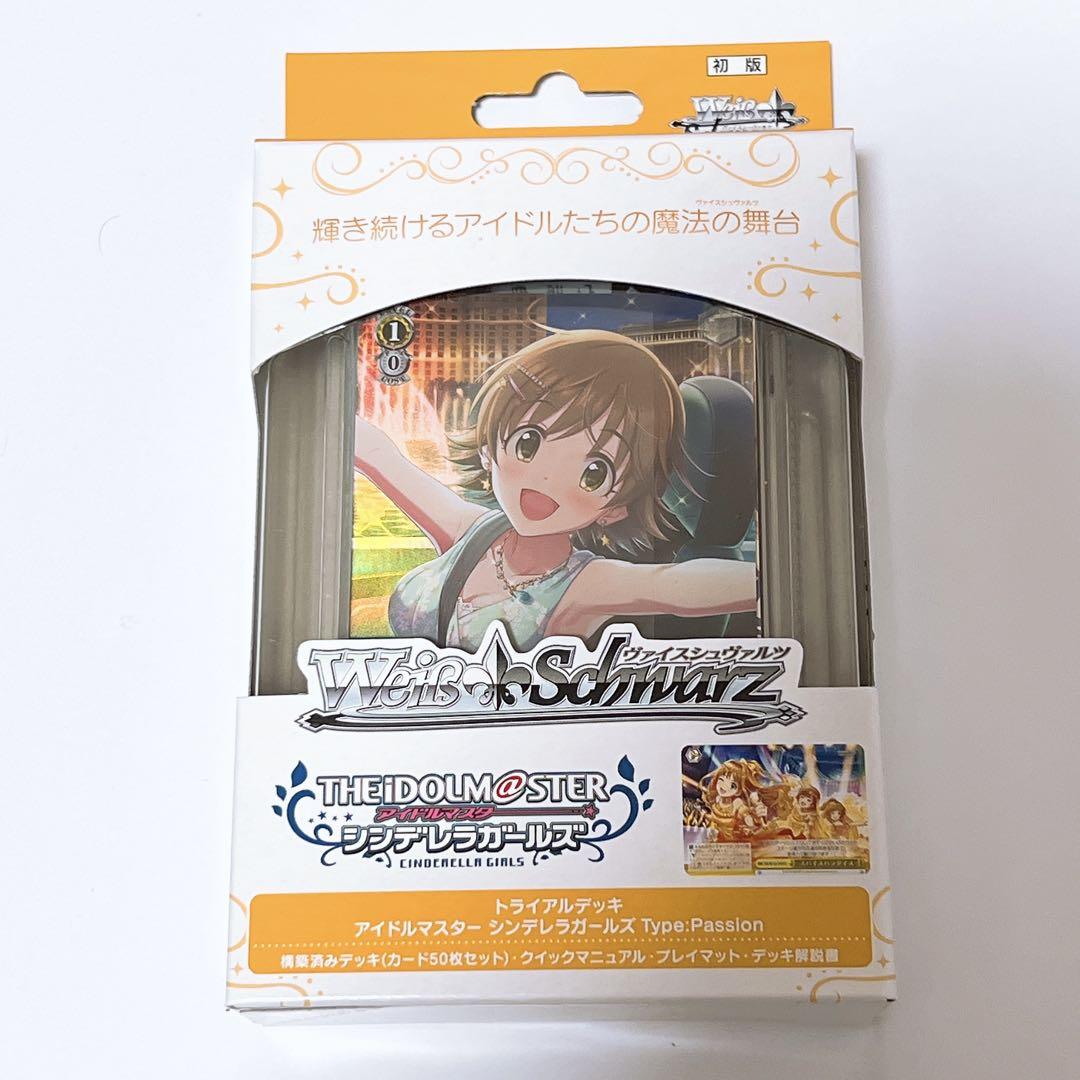 初版
Weiß
ヴァイスシュヴァルツ
輝き続けるアイドルたちの魔法の舞台
1
0
COST
ヴァイスシュヴァルツ
Weiß Schwarz
THE iDOLM@STER
アイドルマスター
シンデレラガールズ
CINDERELLA GIRLS
トライアルデッキ
アイドルマスター シンデレラガールズ Type:Passion
構築済みデッキ(カード50枚セット)・クイックマニュアル・プレイマット・デッキ解説書